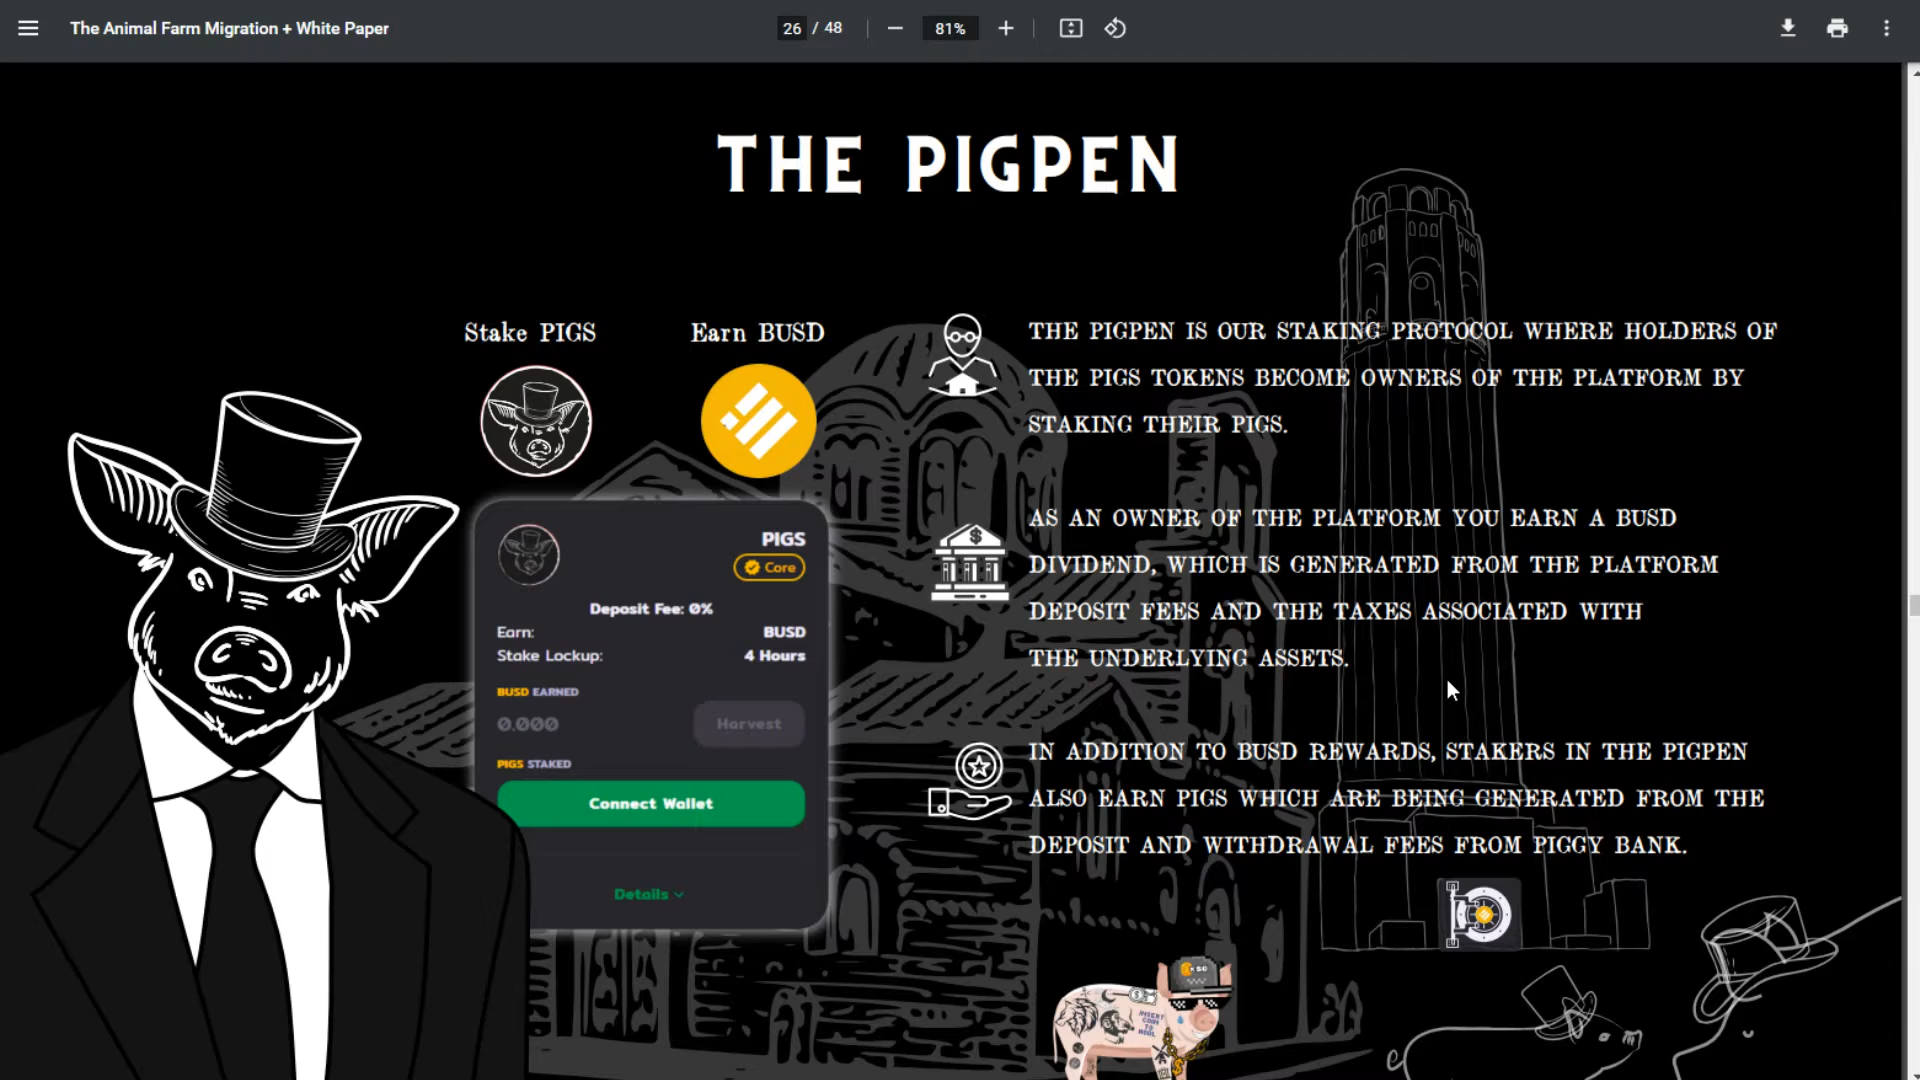 The Animal Farm Migration + White Paper
26 / 48
81%
THE PIGPEN
Stake PIGS
Earn BUSD
PIGS
Core
Deposit Fee: 0%
Earn: BUSD
Stake Lockup: 4 Hours
BUSD EARNED
0.000
Harvest
PIGS STAKED
Connect Wallet
Details
THE PIGPEN IS OUR STAKING PROTOCOL WHERE HOLDERS OF
THE PIGS TOKENS BECOME OWNERS OF THE PLATFORM BY
STAKING THEIR PIGS.
AS AN OWNER OF THE PLATFORM YOU EARN A BUSD
DIVIDEND, WHICH IS GENERATED FROM THE PLATFORM
DEPOSIT FEES AND THE TAXES ASSOCIATED WITH
THE UNDERLYING ASSETS.
IN ADDITION TO BUSD REWARDS, STAKERS IN THE PIGPEN
ALSO EARN PIGS WHICH ARE BEING GENERATED FROM THE
DEPOSIT AND WITHDRAWAL FEES FROM PIGGY BANK.
INSERT
COIN
TO